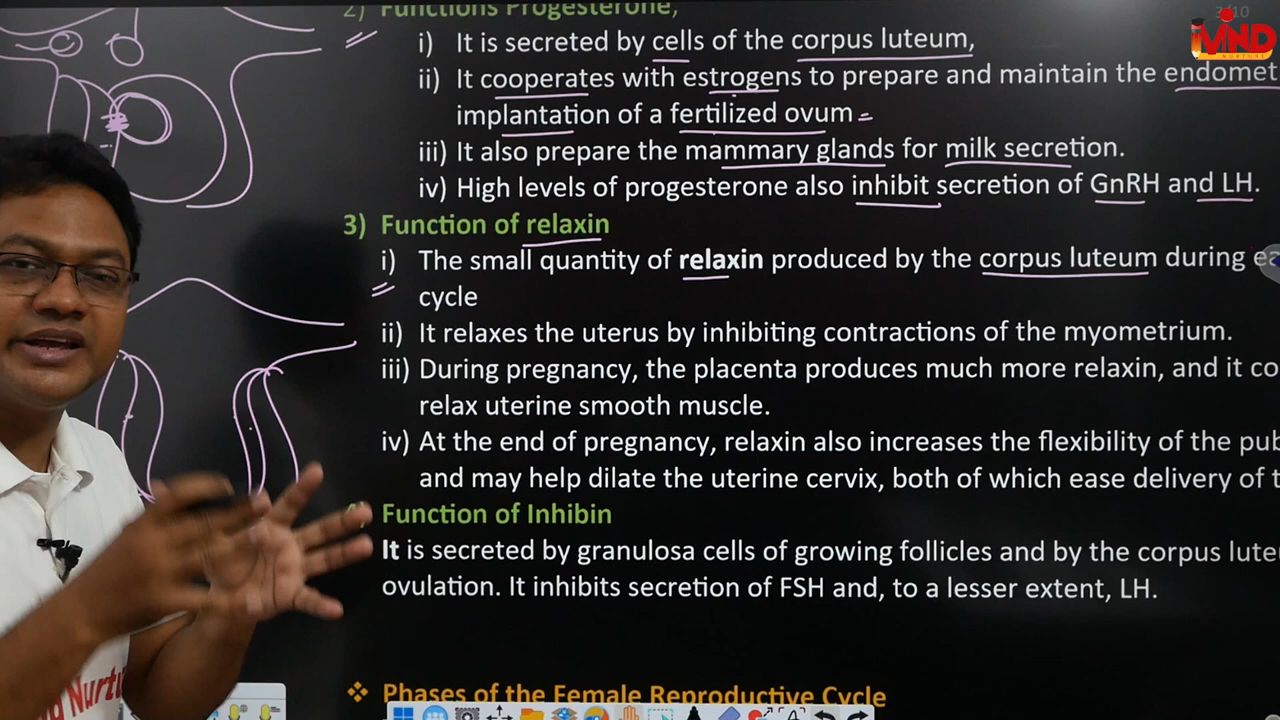 2) Functions Progesterone,
3/10
MIND
NURTURE
i) It is secreted by cells of the corpus luteum,
ii) It cooperates with estrogens to prepare and maintain the endomet
implantation of a fertilized ovum
iii) It also prepare the mammary glands for milk secretion.
iv) High levels of progesterone also inhibit secretion of GnRH and LH.
3) Function of relaxin
i) The small quantity of relaxin produced by the corpus luteum during ea
cycle
ii) It relaxes the uterus by inhibiting contractions of the myometrium.
iii) During pregnancy, the placenta produces much more relaxin, and it co
relax uterine smooth muscle.
iv) At the end of pregnancy, relaxin also increases the flexibility of the pub
and may help dilate the uterine cervix, both of which ease delivery of t
Function of Inhibin
It is secreted by granulosa cells of growing follicles and by the corpus lute
ovulation. It inhibits secretion of FSH and, to a lesser extent, LH.
❖ Phases of the Female Reproductive Cycle